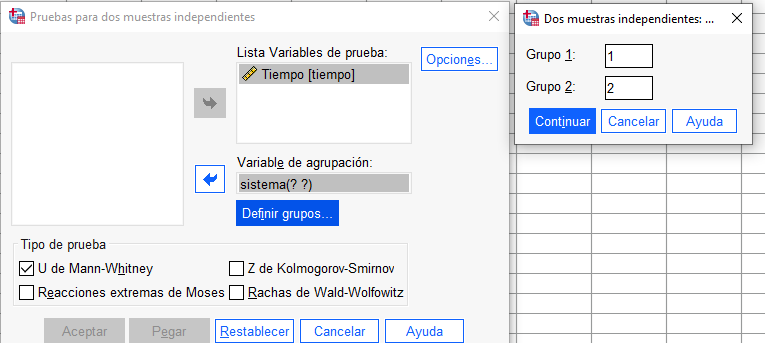 Pruebas para dos muestras independientes
Lista Variables de prueba:
Tiempo [tiempo]
Opciones...
Variable de agrupación:
sistema(? ?)
Definir grupos...
Tipo de prueba
U de Mann-Whitney
Z de Kolmogorov-Smirnov
Reacciones extremas de Moses
Rachas de Wald-Wolfowitz
Aceptar
Pegar
Restablecer
Cancelar
Ayuda
Dos muestras independientes: ...
Grupo 1:
1
Grupo 2:
2
Continuar
Cancelar
Ayuda